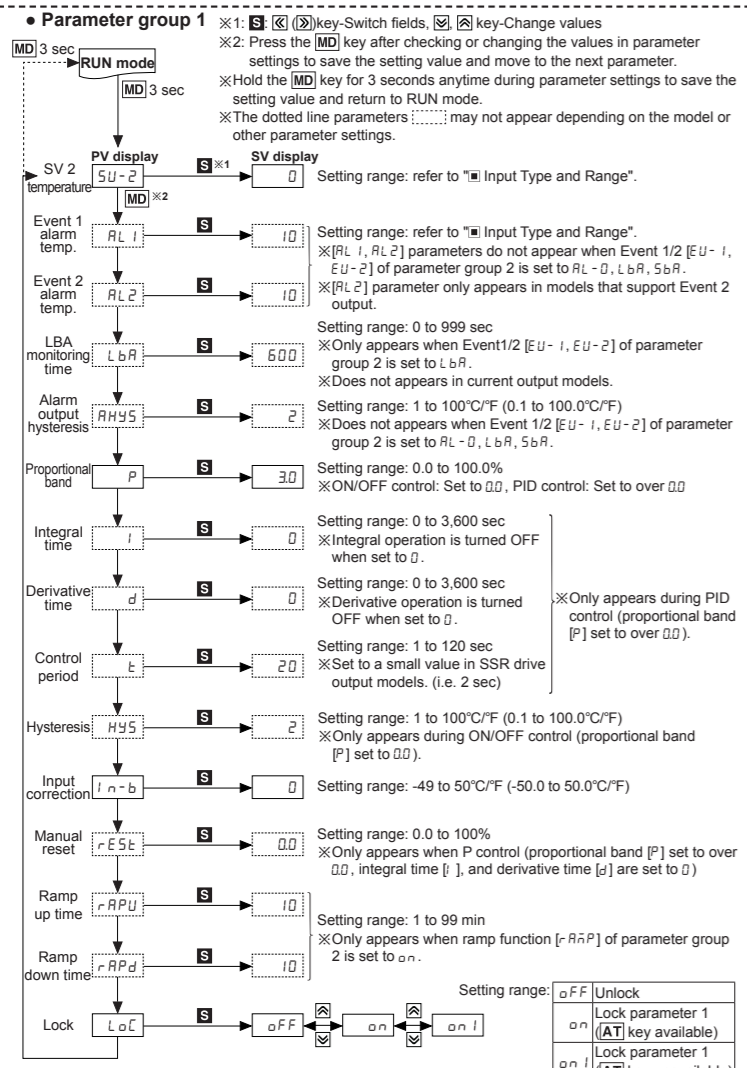 ● Parameter group 1
※1: S: « (»)key-Switch fields, ︾, ︽ key-Change values
※2: Press the MD key after checking or changing the values in parameter
settings to save the setting value and move to the next parameter.
※Hold the MD key for 3 seconds anytime during parameter settings to save the
setting value and return to RUN mode.
※The dotted line parameters may not appear depending on the model or
other parameter settings.
MD 3 sec
RUN mode
MD 3 sec
PV display
SV display
SV 2
temperature
SU-2
S ※1
0
Setting range: refer to "▣ Input Type and Range".
MD ※2
Event 1
alarm
temp.
AL1
S
10
Setting range: refer to "▣ Input Type and Range".
※[AL1, AL2] parameters do not appear when Event 1/2 [EU-1,
EU-2] of parameter group 2 is set to AL-0, LbA, SbA.
※[AL2] parameter only appears in models that support Event 2
output.
Event 2
alarm
temp.
AL2
S
10
LBA
monitoring
time
LbA
S
600
Setting range: 0 to 999 sec
※Only appears when Event1/2 [EU-1, EU-2] of parameter
group 2 is set to LbA.
※Does not appears in current output models.
Alarm
output
hysteresis
AHYS
S
2
Setting range: 1 to 100°C/°F (0.1 to 100.0°C/°F)
※Does not appears when Event 1/2 [EU-1, EU-2] of parameter
group 2 is set to AL-0, LbA, SbA.
Proportional
band
P
S
3.0
Setting range: 0.0 to 100.0%
※ON/OFF control: Set to 0.0, PID control: Set to over 0.0
Integral
time
I
S
0
Setting range: 0 to 3,600 sec
※Integral operation is turned OFF
when set to 0.
Derivative
time
d
S
0
Setting range: 0 to 3,600 sec
※Derivative operation is turned
OFF when set to 0.
※Only appears during PID
control (proportional band
[P] set to over 0.0).
Control
period
t
S
20
Setting range: 1 to 120 sec
※Set to a small value in SSR drive
output models. (i.e. 2 sec)
Hysteresis
HYS
S
2
Setting range: 1 to 100°C/°F (0.1 to 100.0°C/°F)
※Only appears during ON/OFF control (proportional band
[P] set to 0.0).
Input
correction
In-b
S
0
Setting range: -49 to 50°C/°F (-50.0 to 50.0°C/°F)
Manual
reset
rESt
S
0.0
Setting range: 0.0 to 100%
※Only appears when P control (proportional band [P] set to over
0.0, integral time [I], and derivative time [d] are set to 0)
Ramp
up time
rAPU
S
10
Setting range: 1 to 99 min
※Only appears when ramp function [rAmP] of parameter group
2 is set to on.
Ramp
down time
rAPd
S
10
Lock
LoC
S
oFF
︽
︾
on
︽
︾
on1
Setting range:
oFF Unlock
on Lock parameter 1
(AT key available)
on1 Lock parameter 1